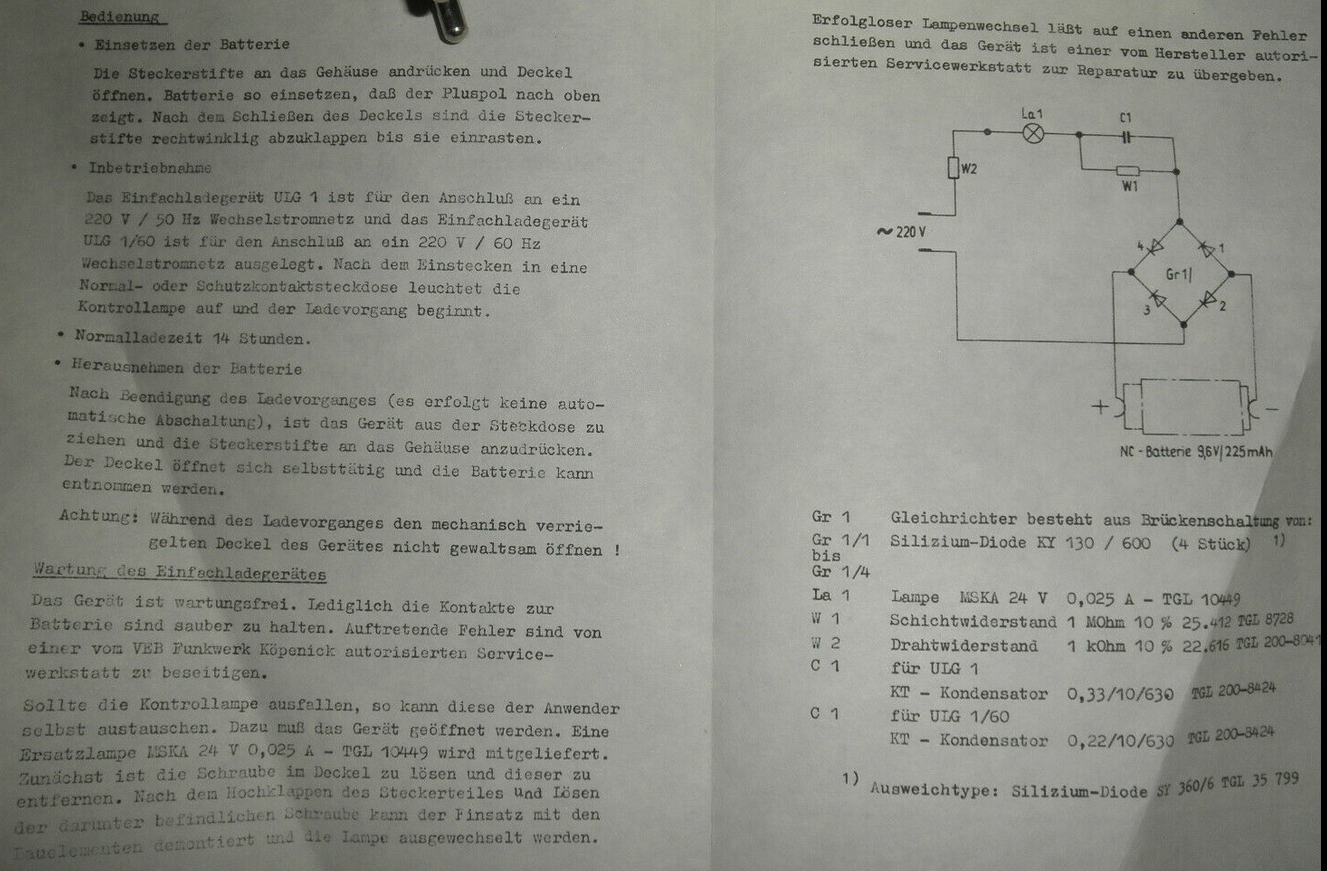 Bedienung
• Einsetzen der Batterie
Die Steckerstifte an das Gehäuse andrücken und Deckel
öffnen. Batterie so einsetzen, daß der Pluspol nach oben
zeigt. Nach dem Schließen des Deckels sind die Stecker-
stifte rechtwinklig abzuklappen bis sie einrasten.
• Inbetriebnahme
Das Einfachladegerät ULG 1 ist für den Anschluß an ein
220 V / 50 Hz Wechselstromnetz und das Einfachladegerät
ULG 1/60 ist für den Anschluß an ein 220 V / 60 Hz
Wechselstromnetz ausgelegt. Nach dem Einstecken in eine
Normal- oder Schutzkontaktsteckdose leuchtet die
Kontrollampe auf und der Ladevorgang beginnt.
• Normalladezeit 14 Stunden.
• Herausnehmen der Batterie
Nach Beendigung des Ladevorganges (es erfolgt keine auto-
matische Abschaltung), ist das Gerät aus der Steckdose zu
ziehen und die Steckerstifte an das Gehäuse anzudrücken.
Der Deckel öffnet sich selbsttätig und die Batterie kann
entnommen werden.
Achtung: Während des Ladevorganges den mechanisch verrie-
gelten Deckel des Gerätes nicht gewaltsam öffnen !
Wartung des Einfachladegerätes
Das Gerät ist wartungsfrei. Lediglich die Kontakte zur
Batterie sind sauber zu halten. Auftretende Fehler sind von
einer vom VEB Funkwerk Köpenick autorisierten Service-
werkstatt zu beseitigen.
Sollte die Kontrollampe ausfallen, so kann diese der Anwender
selbst austauschen. Dazu muß das Gerät geöffnet werden. Eine
Ersatzlampe MSKA 24 V 0,025 A - TGL 10449 wird mitgeliefert.
Zunächst ist die Schraube im Deckel zu lösen und dieser zu
entfernen. Nach dem Hochklappen des Steckerteiles und Lösen
der darunter befindlichen Schraube kann der Einsatz mit den
Bauelementen demontiert und die Lampe ausgewechselt werden.
Erfolgloser Lampenwechsel läßt auf einen anderen Fehler
schließen und das Gerät ist einer vom Hersteller autori-
sierten Servicewerkstatt zur Reparatur zu übergeben.
La1
C1
W2
W1
~ 220 V
4
1
Gr1
3
2
+
-
NC - Batterie 9,6V/225mAh
Gr 1 Gleichrichter besteht aus Brückenschaltung von:
Gr 1/1 Silizium-Diode KY 130 / 600 (4 Stück) 1)
bis
Gr 1/4
La 1 Lampe MSKA 24 V 0,025 A - TGL 10449
W 1 Schichtwiderstand 1 MOhm 10 % 25.412 TGL 8728
W 2 Drahtwiderstand 1 kOhm 10 % 22.616 TGL 200-8041
C 1 für ULG 1
KT - Kondensator 0,33/10/630 TGL 200-8424
C 1 für ULG 1/60
KT - Kondensator 0,22/10/630 TGL 200-8424
1) Ausweichtype: Silizium-Diode SY 360/6 TGL 35 799